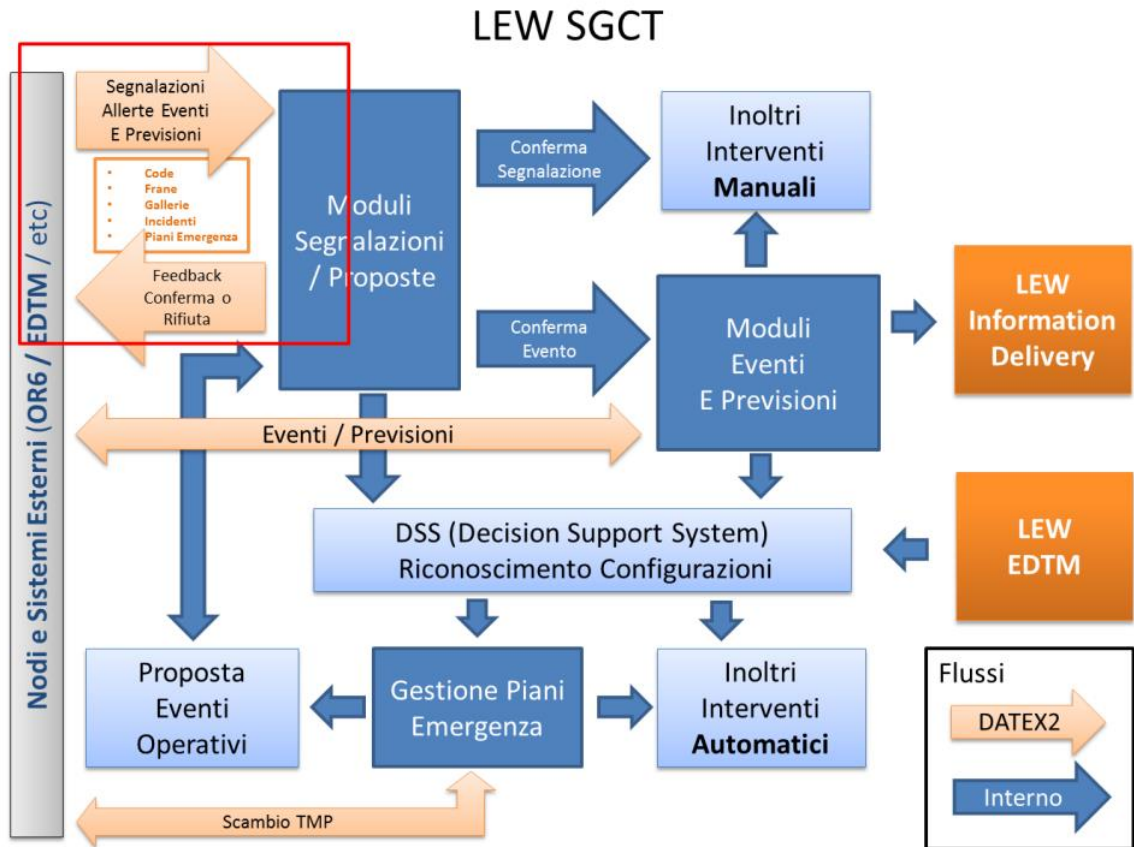 LEW SGCT
Nodi e Sistemi Esterni (OR6 / EDTM / etc)
Segnalazioni
Allerte Eventi
E Previsioni
• Code
• Frane
• Gallerie
• Incidenti
• Piani Emergenza
Feedback
Conferma o
Rifiuta
Moduli
Segnalazioni
/ Proposte
Conferma
Segnalazione
Inoltri
Interventi
Manuali
Conferma
Evento
Moduli
Eventi
E Previsioni
LEW
Information
Delivery
Eventi / Previsioni
DSS (Decision Support System)
Riconoscimento Configurazioni
LEW
EDTM
Proposta
Eventi
Operativi
Gestione Piani
Emergenza
Inoltri
Interventi
Automatici
Scambio TMP
Flussi
DATEX2
Interno